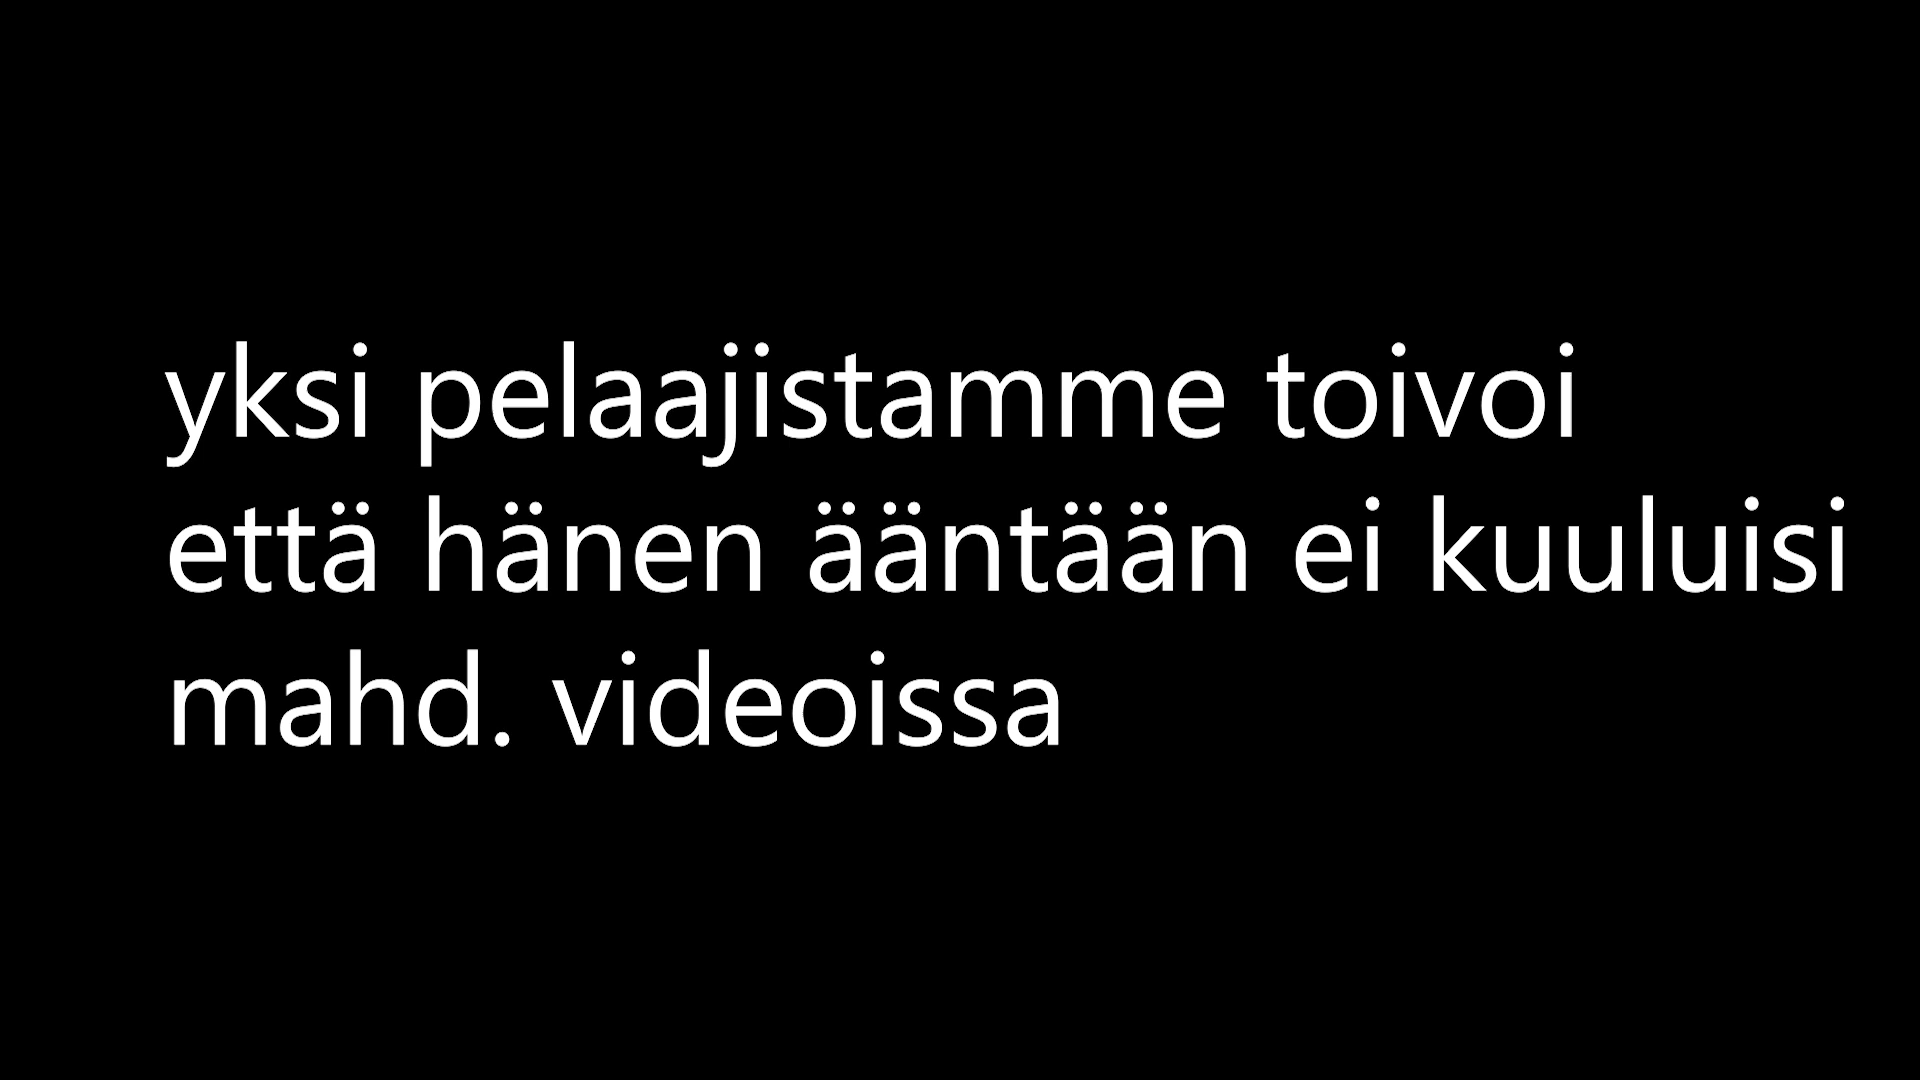 yksi pelaajistamme toivoi
että hänen ääntään ei kuuluisi
mahd. videoissa